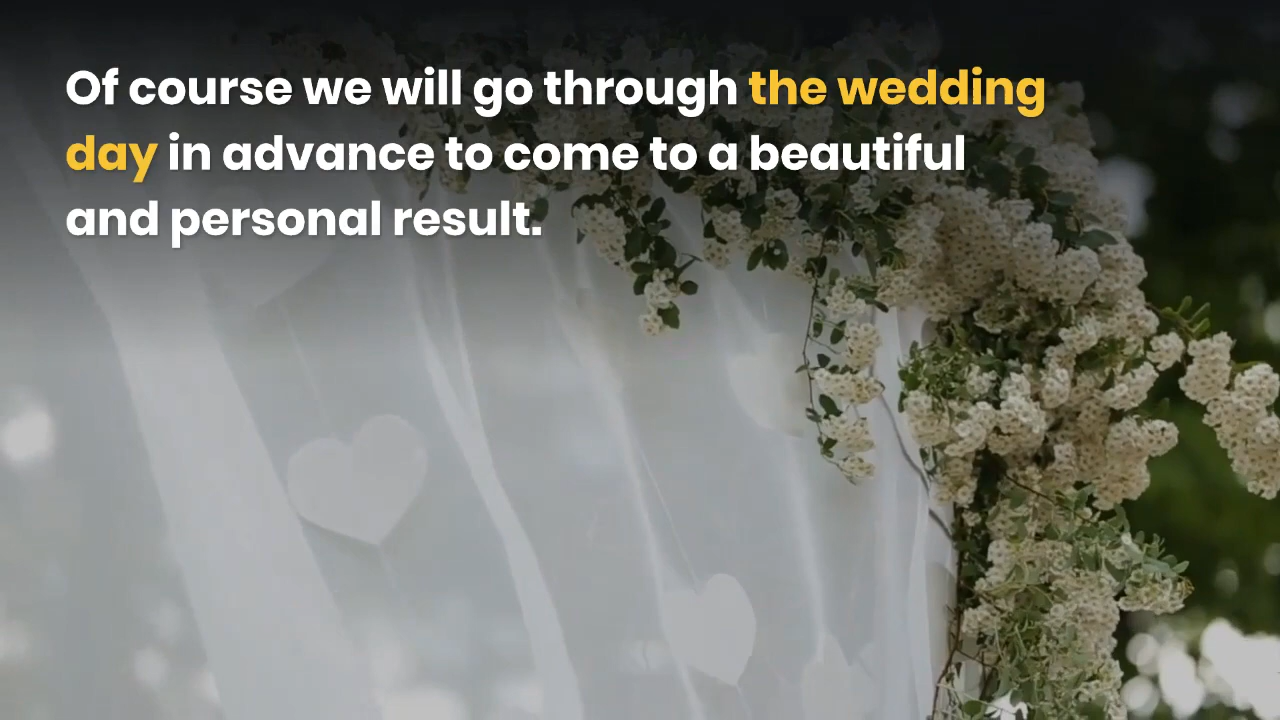 Of course we will go through the wedding
day in advance to come to a beautiful
and personal result.